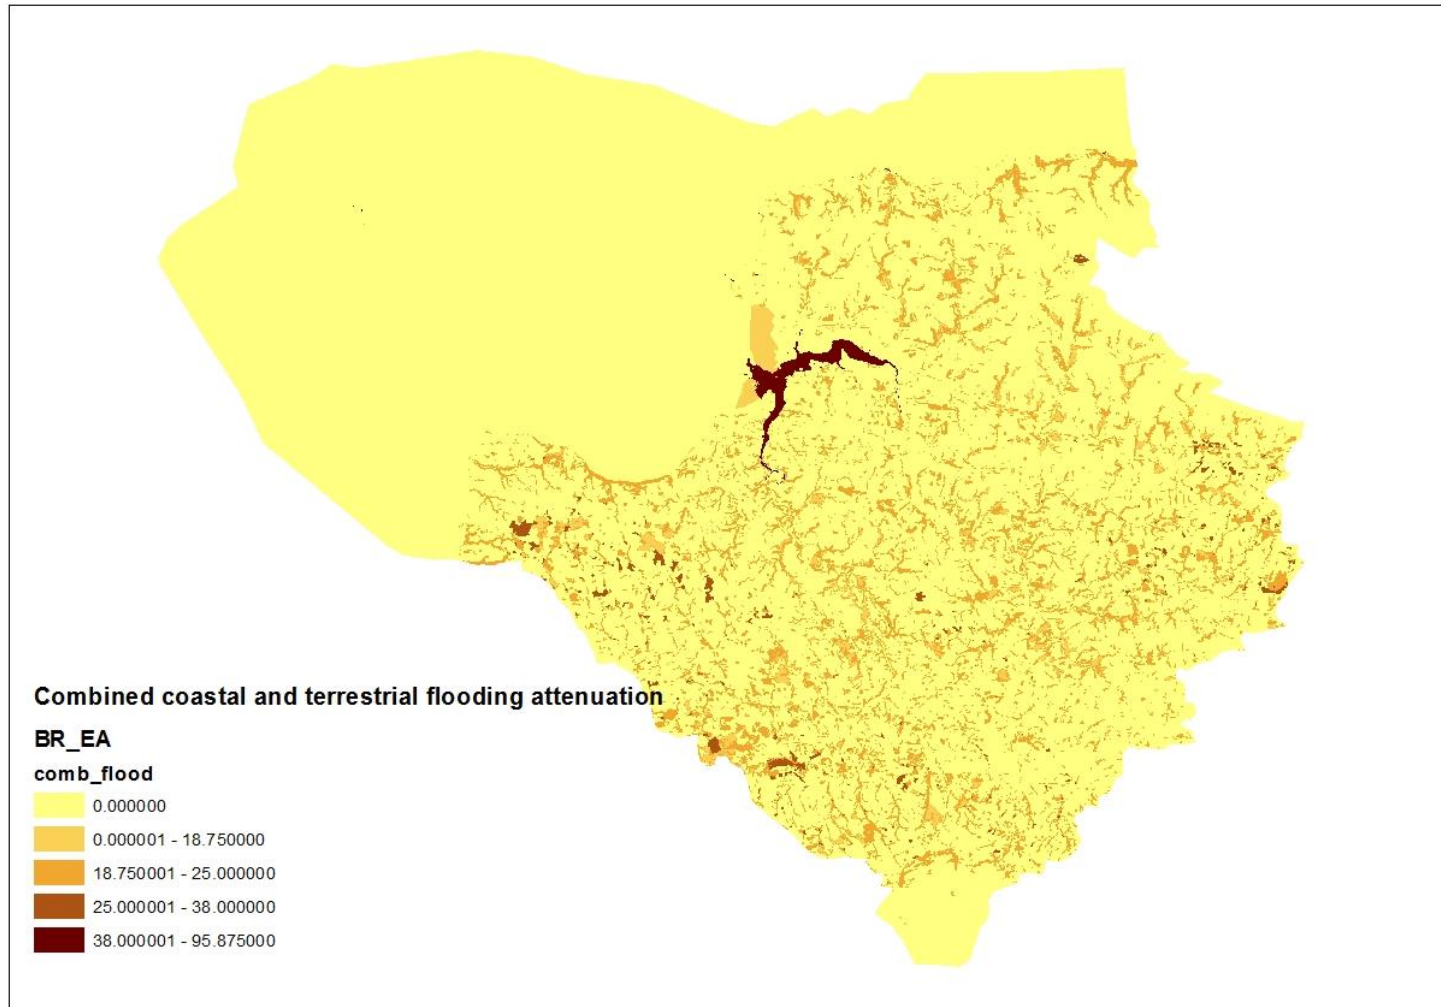 Combined coastal and terrestrial flooding attenuation
BR_EA
comb_flood
0.000000
0.000001 - 18.750000
18.750001 - 25.000000
25.000001 - 38.000000
38.000001 - 95.875000